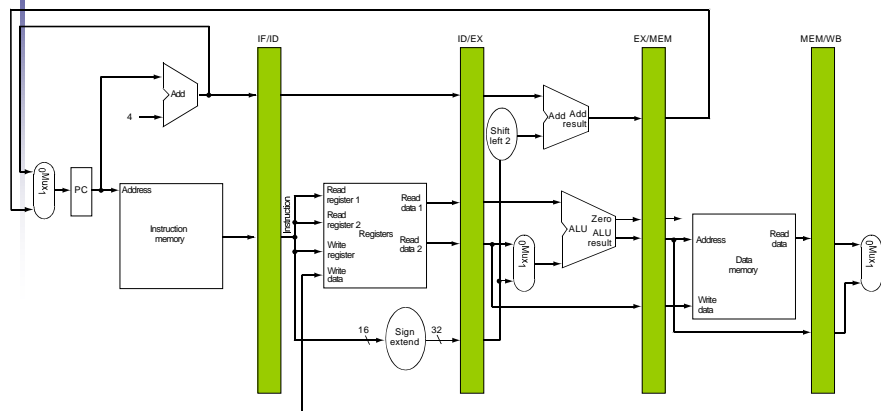 IF/ID
ID/EX
EX/MEM
MEM/WB
Add
4
Shift
left 2
Add
Add
result
0
Mux
1
PC
Address
Instruction
memory
Instruction
Read
register 1
Read
register 2
Write
register
Write
data
Registers
Read
data 1
Read
data 2
0
Mux
1
ALU
Zero
ALU
result
Address
Write
data
Data
memory
Read
data
0
Mux
1
16
Sign
extend
32